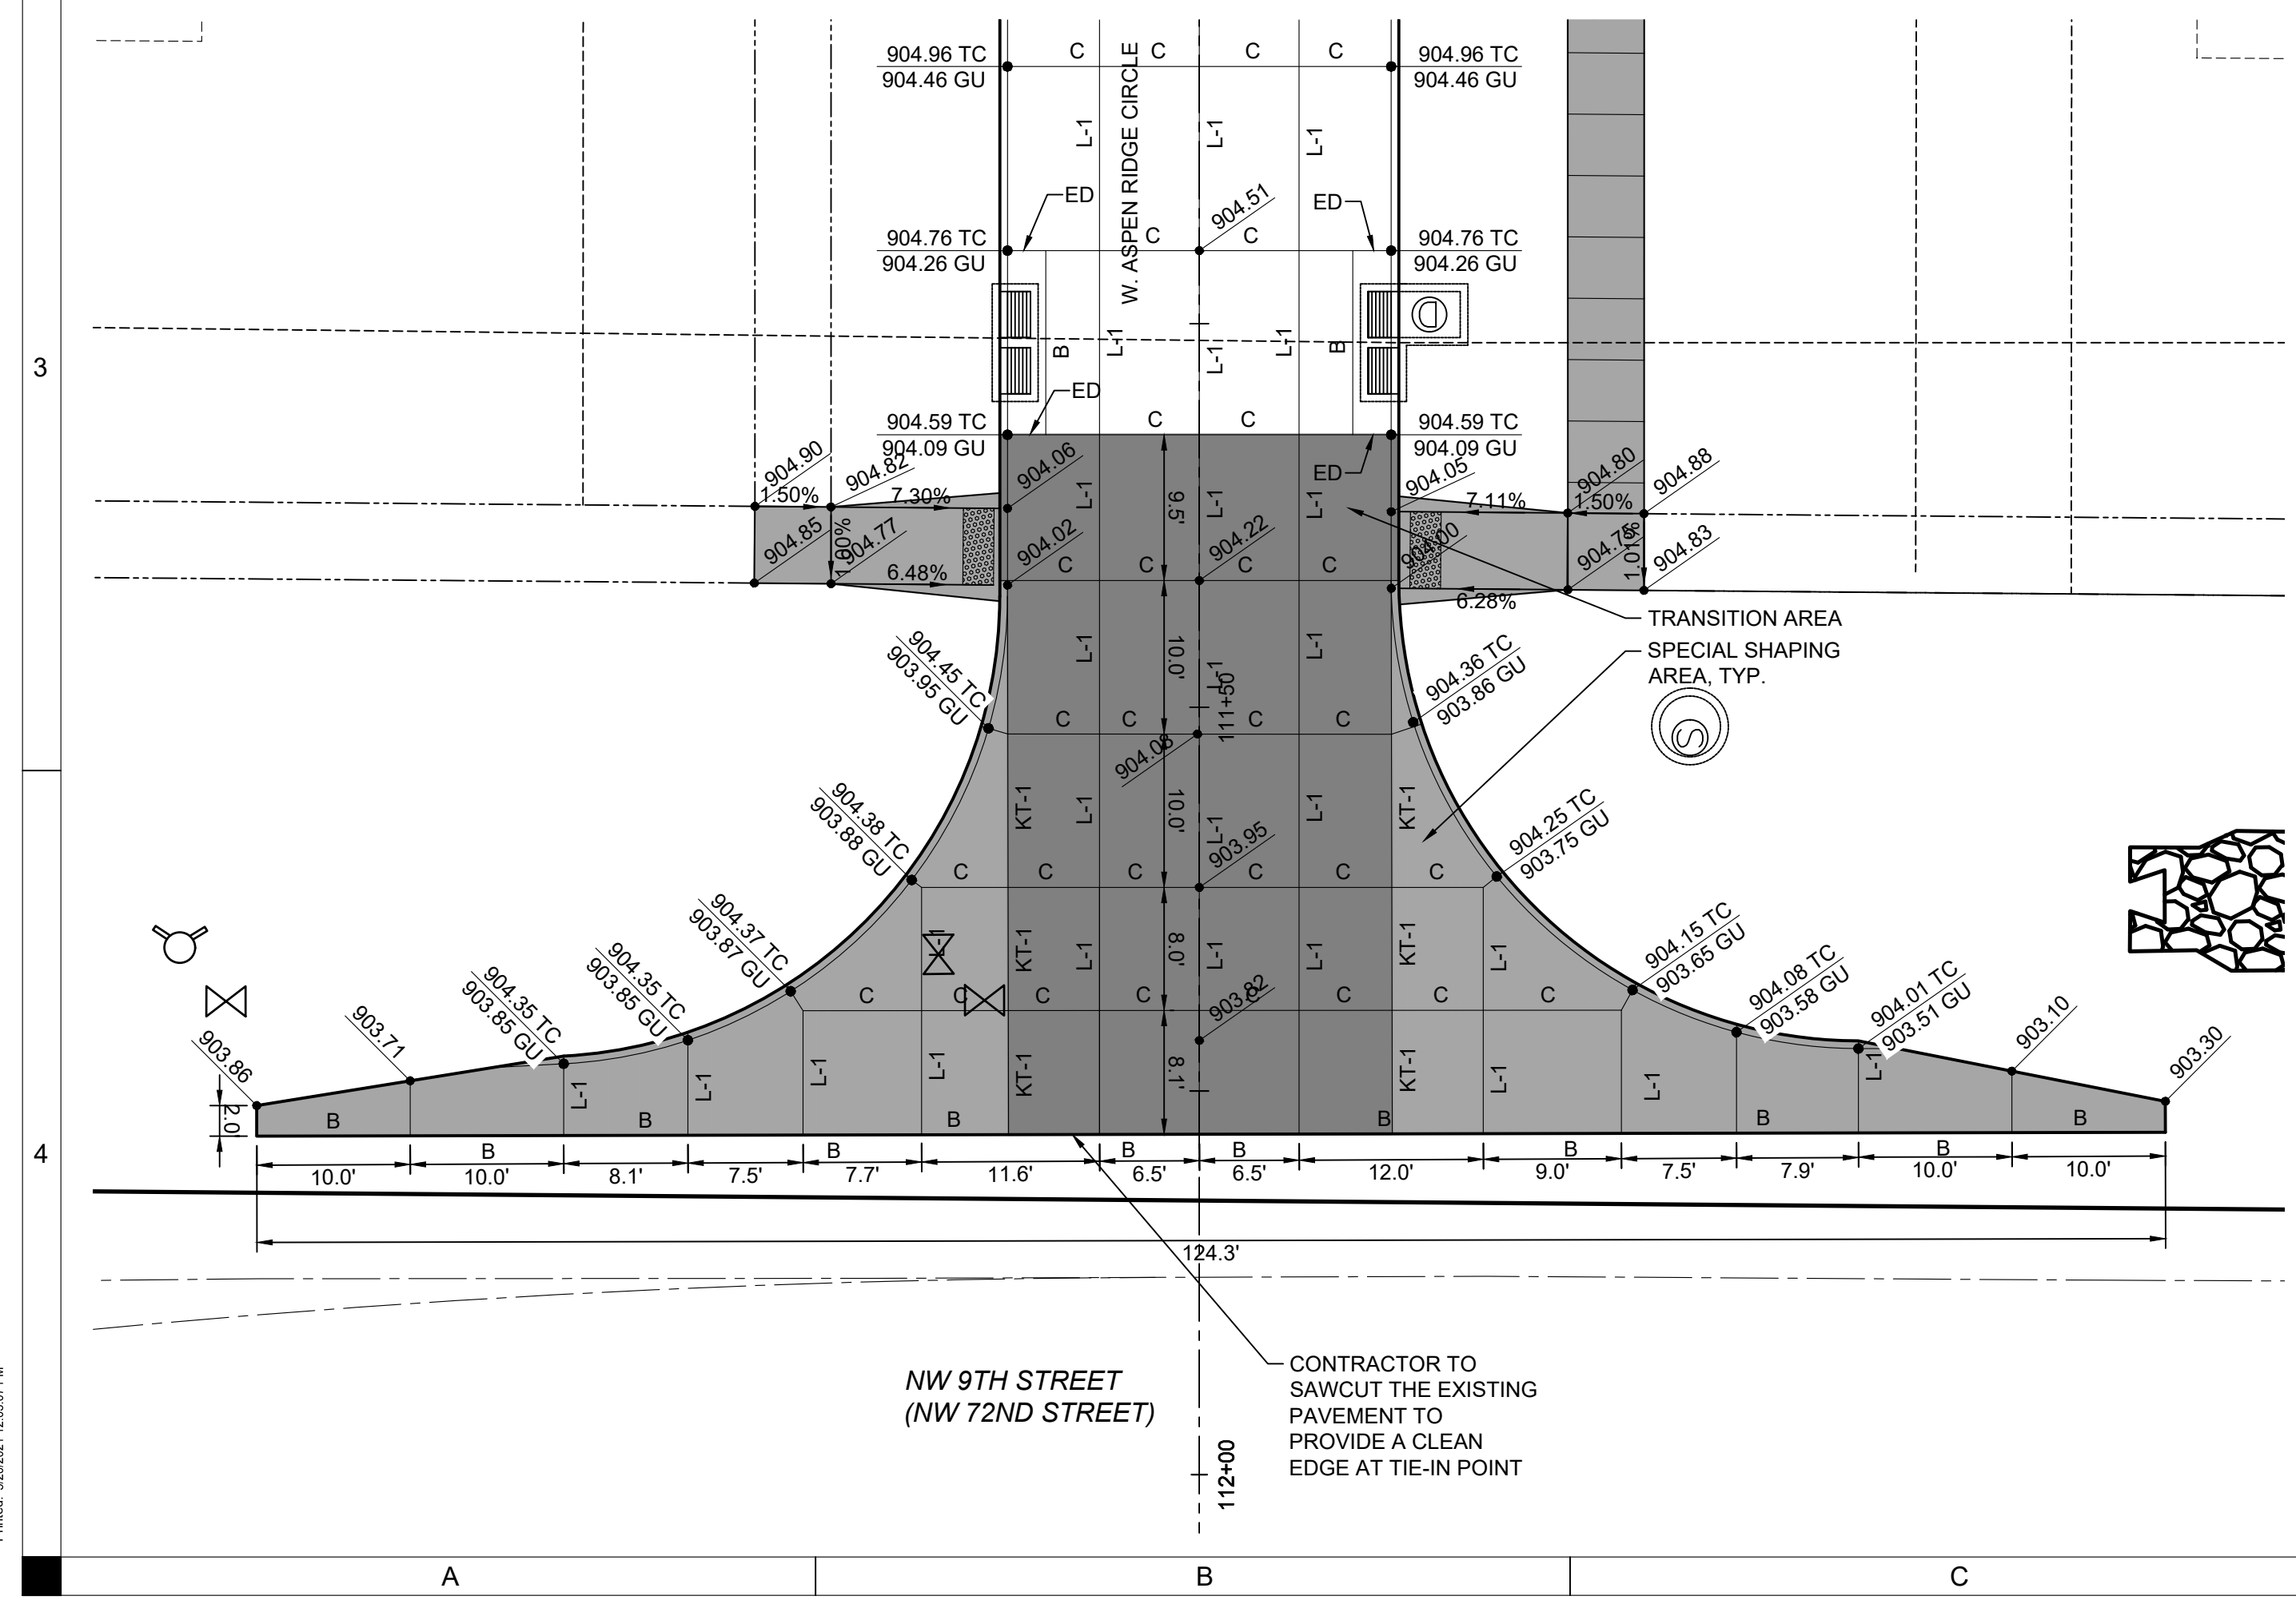 904.96 TC
904.46 GU
C
C
C
C
904.96 TC
904.46 GU
W. ASPEN RIDGE CIRCLE
L-1
L-1
L-1
ED
ED
904.51
904.76 TC
904.26 GU
C
C
904.76 TC
904.26 GU
D
3
B
L-1
L-1
L-1
B
ED
904.59 TC
904.09 GU
C
C
904.59 TC
904.09 GU
ED
904.90
904.82
904.06
904.05
904.80
904.88
1.50%
7.30%
L-1
9.5'
L-1
L-1
7.11%
1.50%
904.85
1.00%
904.77
904.02
904.22
904.00
904.75
1.01%
904.83
6.48%
C
C
C
C
6.28%
TRANSITION AREA
SPECIAL SHAPING
AREA, TYP.
904.45 TC
903.95 GU
L-1
10.0'
L-1
L-1
904.36 TC
903.86 GU
S
111+50
C
C
C
C
904.08
904.38 TC
903.88 GU
KT-1
L-1
10.0'
L-1
L-1
KT-1
904.25 TC
903.75 GU
903.95
C
C
C
C
C
C
904.37 TC
903.87 GU
L-1
KT-1
L-1
8.0'
L-1
L-1
KT-1
L-1
904.15 TC
903.65 GU
904.35 TC
903.85 GU
904.35 TC
903.85 GU
C
C
C
C
C
C
C
C
903.82
904.08 TC
903.58 GU
904.01 TC
903.51 GU
903.86
903.71
903.10
903.30
L-1
L-1
L-1
L-1
KT-1
8.1'
KT-1
L-1
L-1
L-1
2.0'
B
B
B
B
B
B
4
B
B
B
B
B
B
10.0'
10.0'
8.1'
7.5'
7.7'
11.6'
6.5'
6.5'
12.0'
9.0'
7.5'
7.9'
10.0'
10.0'
124.3'
NW 9TH STREET
(NW 72ND STREET)
CONTRACTOR TO
SAWCUT THE EXISTING
PAVEMENT TO
PROVIDE A CLEAN
EDGE AT TIE-IN POINT
112+00
A
B
C